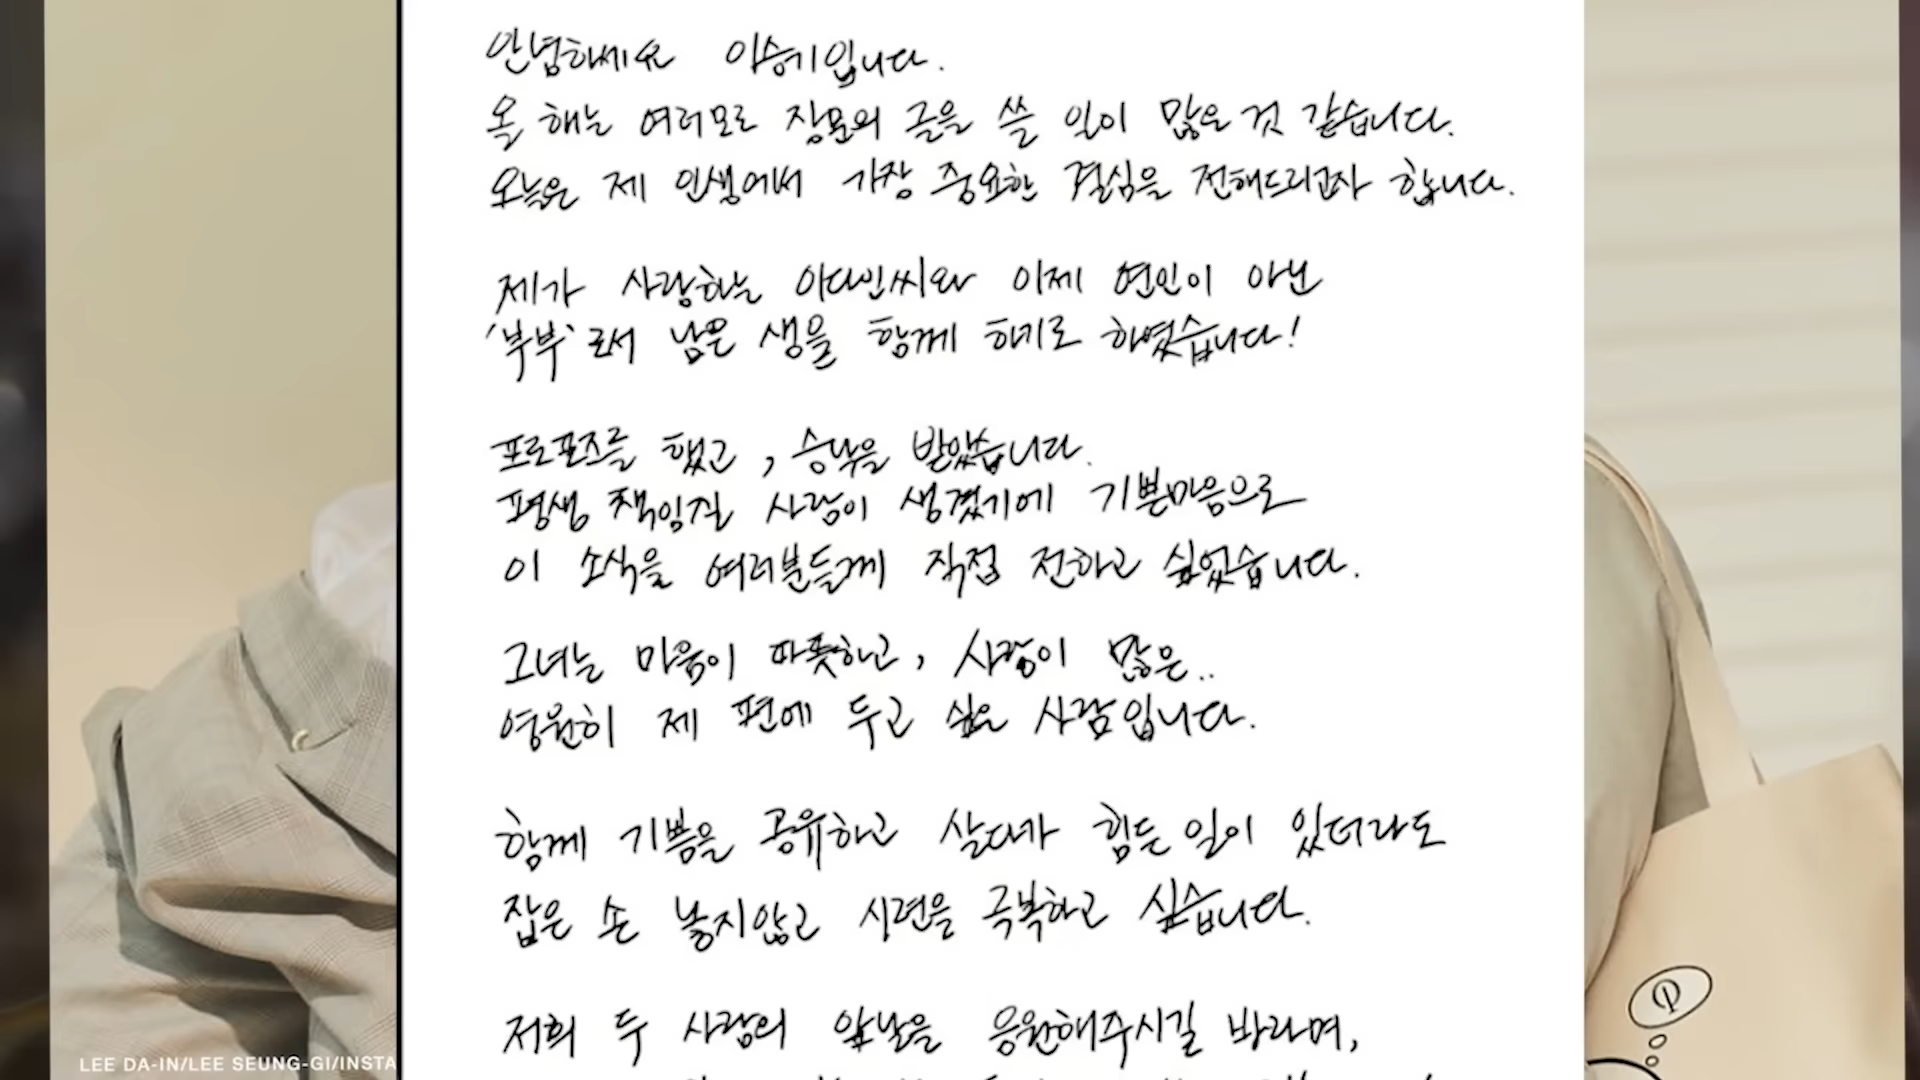 안녕하세요 이승기입니다.
올 해는 여러모로 장문의 글을 쓸 일이 많은 것 같습니다.
오늘은 제 인생에서 가장 중요한 결심을 전해드리고자 합니다.
제가 사랑하는 이다인씨와 이제 연인이 아닌
'부부'로서 남은 생을 함께 하기로 하였습니다!
프로포즈를 했고, 승낙을 받았습니다.
평생 책임질 사람이 생겼기에 기쁜마음으로
이 소식을 여러분들께 직접 전하고 싶었습니다.
그녀는 마음이 따뜻하고, 사랑이 많은..
영원히 제 편에 두고 싶은 사람입니다.
함께 기쁨을 공유하고 살다가 힘든 일이 있더라도
잡은 손 놓지않고 시련을 극복하고 싶습니다.
저희 두 사람의 앞날을 응원해주시길 바라며,
LEE DA-IN/LEE SEUNG-GI/INSTA